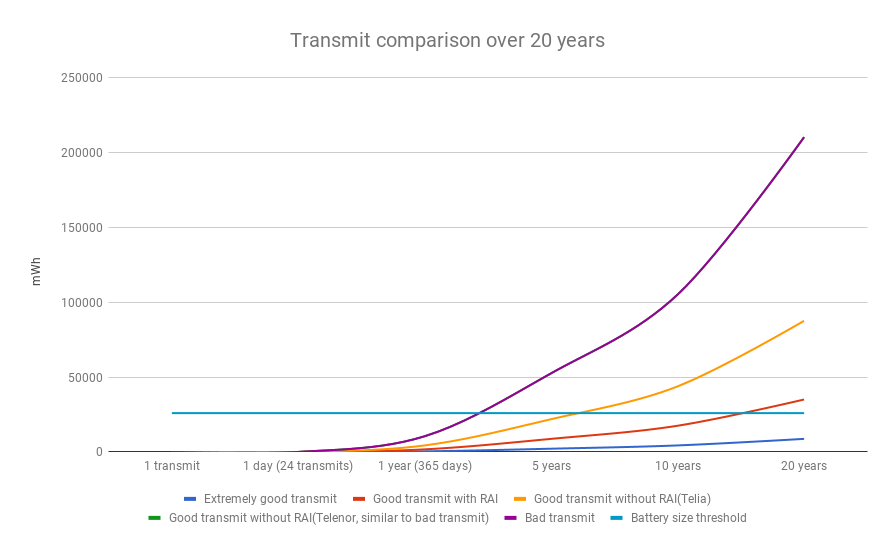 Transmit comparison over 20 years
250000
200000
150000
100000
50000
0
mWh
1 transmit
1 day (24 transmits)
1 year (365 days)
5 years
10 years
20 years
Extremely good transmit
Good transmit with RAI
Good transmit without RAI(Telia)
Good transmit without RAI(Telenor, similar to bad transmit)
Bad transmit
Battery size threshold